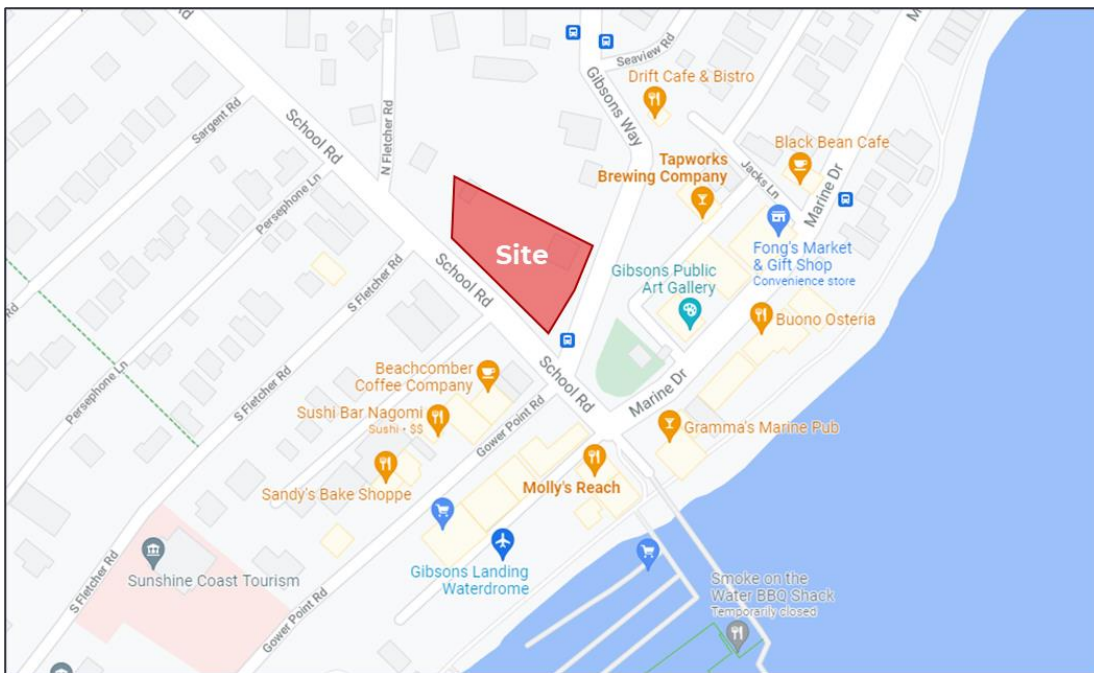 Rd
Seaview Rd
Sargent Rd
School Rd
N Fletcher Rd
Gibsons Way
Drift Cafe & Bistro
Black Bean Cafe
Tapworks
Brewing Company
Jacks Ln
Marine Dr
Persephone Ln
Site
Fong's Market
& Gift Shop
Convenience store
Gibsons Public
Art Gallery
School Rd
S Fletcher Rd
Rd
Buono Osteria
Persephone Ln
S Fletcher Rd
Beachcomber
Coffee Company
School Rd
Marine Dr
Sushi Bar Nagomi
Sushi • $$
Gower Point Rd
Gramma's Marine Pub
Sandy's Bake Shoppe
Molly's Reach
Sunshine Coast Tourism
Gibsons Landing
Waterdrome
Smoke on the
Water BBQ Shack
Temporarily closed
S Fletcher Rd
Gower Point Rd